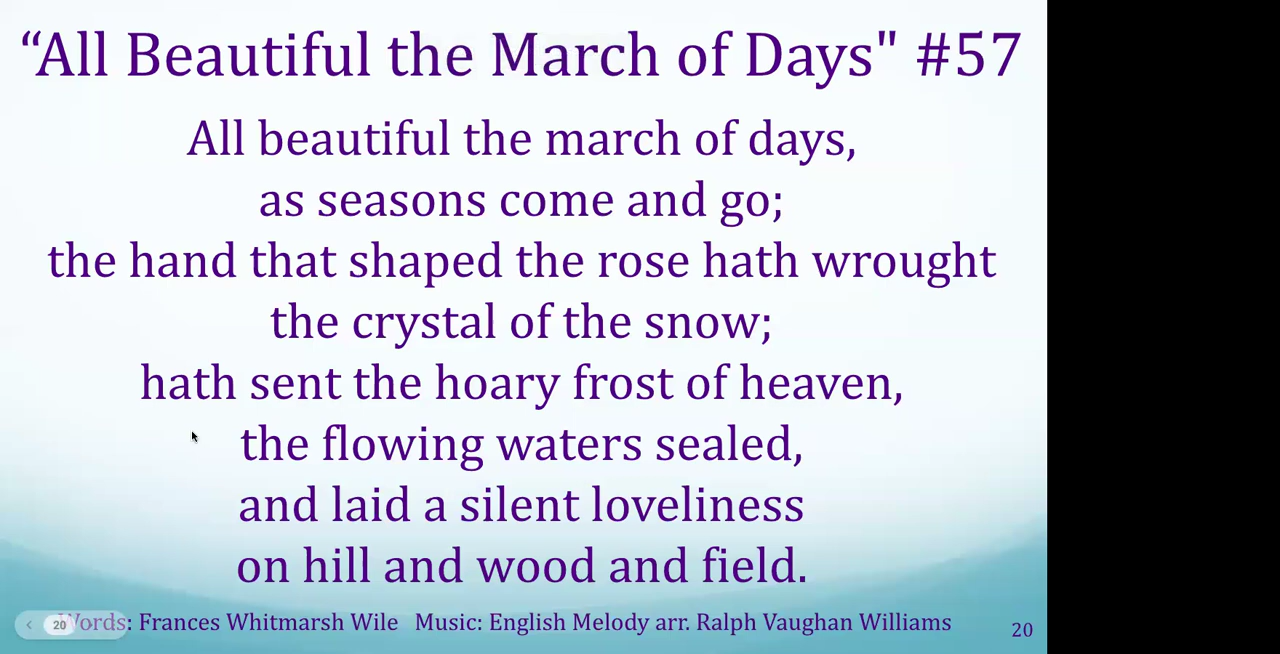 “All Beautiful the March of Days" #57
All beautiful the march of days,
as seasons come and go;
the hand that shaped the rose hath wrought
the crystal of the snow;
hath sent the hoary frost of heaven,
the flowing waters sealed,
and laid a silent loveliness
on hill and wood and field.
Words: Frances Whitmarsh Wile Music: English Melody arr. Ralph Vaughan Williams
20
20